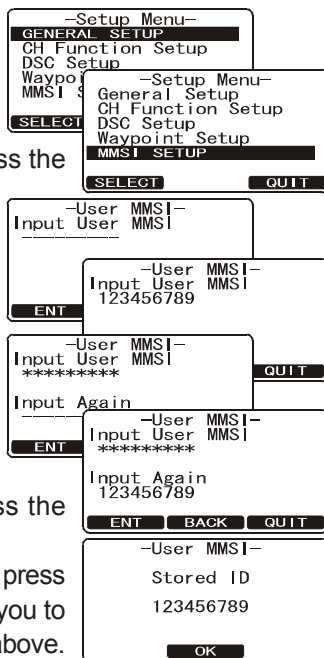 —Setup Menu—
GENERAL SETUP
CH Function Setup
DSC Setup
MMSI
SELECT
—Setup Menu—
General Setup
CH Function Setup
DSC Setup
Waypoint Setup
MMSI SETUP
SELECT QUIT
ss the
—User MMSI—
Input User MMSI
ENT
—User MMSI—
Input User MMSI
123456789
QUIT
—User MMSI—
Input User MMSI
*********
Input Again
ENT
—User MMSI—
Input User MMSI
*********
Input Again
123456789
ENT BACK QUIT
ss the
press
you to
above.
—User MMSI—
Stored ID
123456789
OK